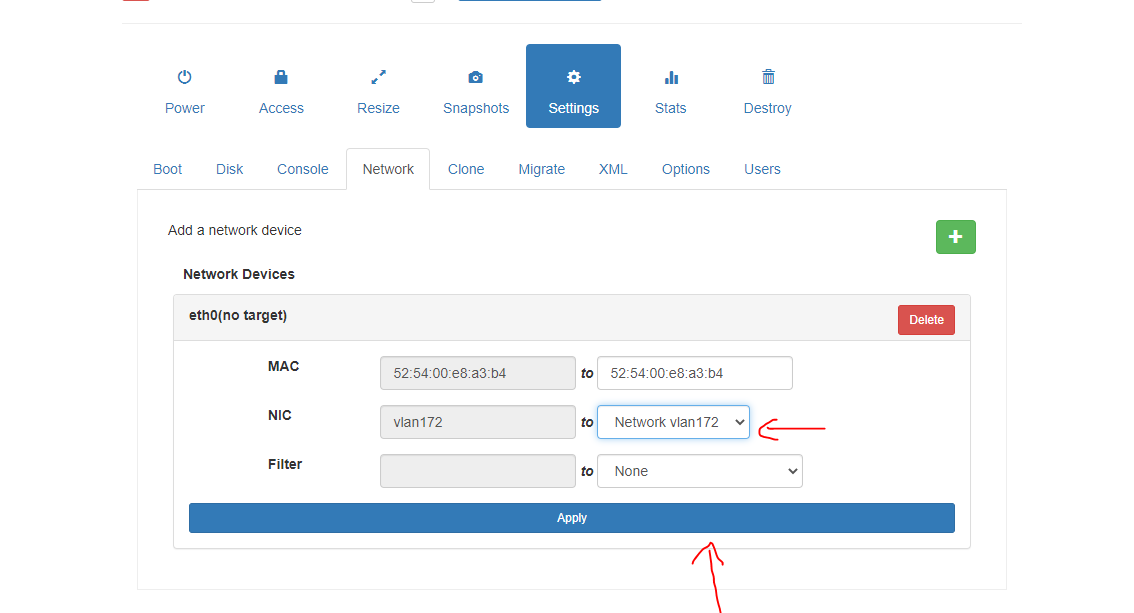 Power Access Resize Snapshots Settings Stats Destroy
Boot Disk Console Network Clone Migrate XML Options Users
Add a network device
Network Devices
eth0(no target) Delete
MAC 52:54:00:e8:a3:b4 to 52:54:00:e8:a3:b4
NIC vlan172 to Network vlan172
Filter to None
Apply